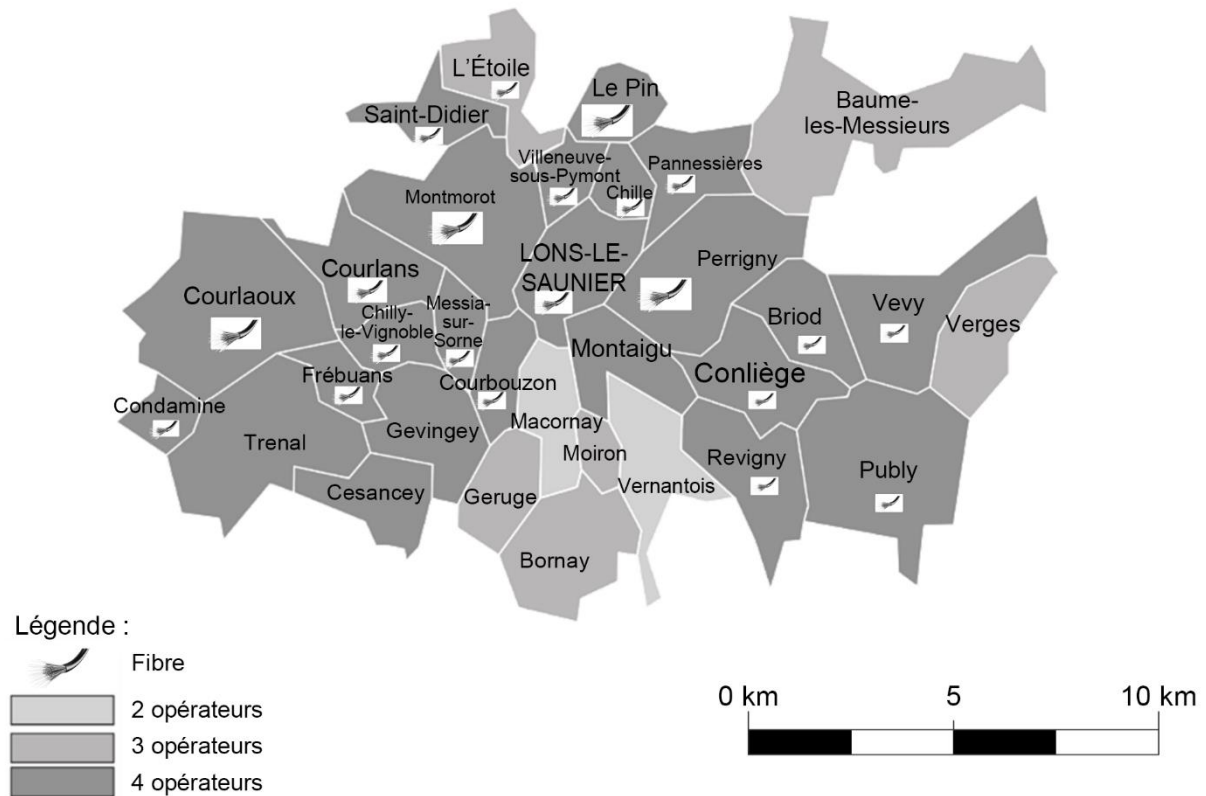 L'Étoile
Le Pin
Saint-Didier
Baume-
les-Messieurs
Villeneuve-
sous-Pymont
Pannessières
Chille
Montmorot
LONS-LE-
SAUNIER
Perrigny
Courlans
Courlaoux
Chilly-
le-Vignoble
Messia-
sur-
Sorne
Briod
Vevy
Verges
Montaigu
Conliège
Frébuans
Courbouzon
Condamine
Macornay
Trenal
Gevingey
Moiron
Revigny
Publy
Cesancey
Geruge
Vernantois
Bornay
Légende :
Fibre
2 opérateurs
3 opérateurs
4 opérateurs
0 km
5
10 km